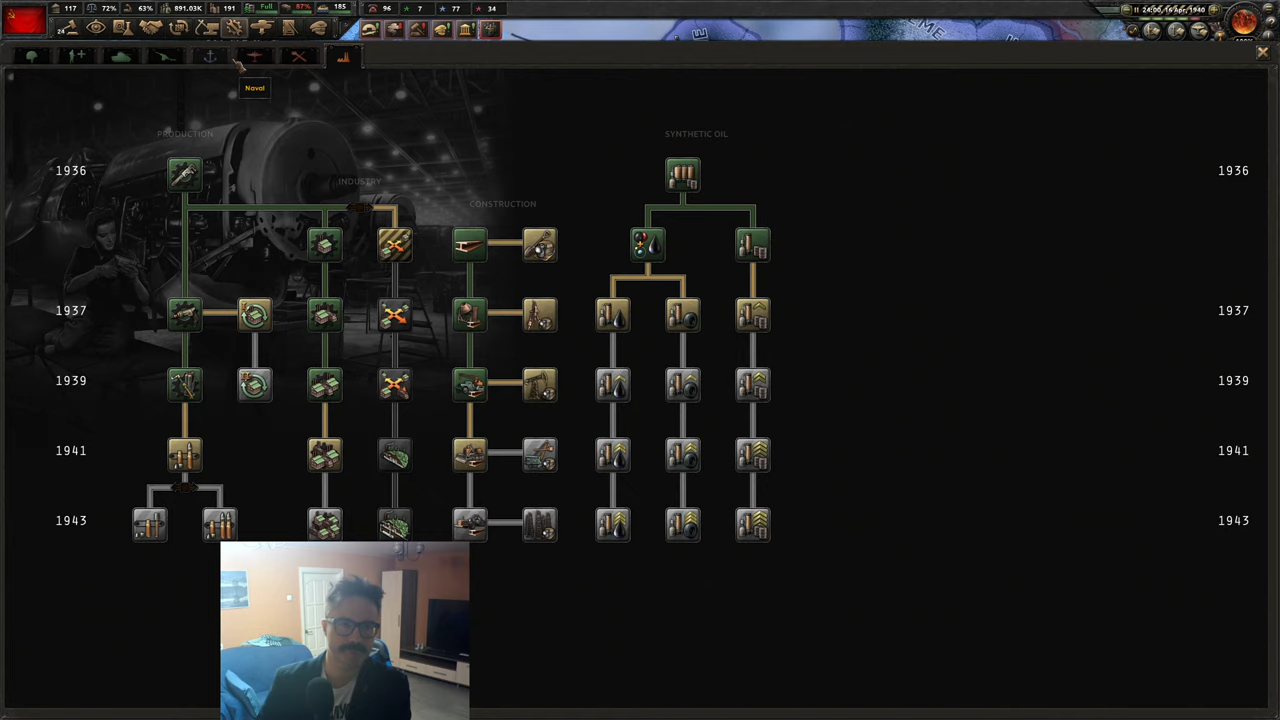 117 72% 63% 891.03K 191 Full 87% 185 96 7 77 34 24:00, 16 Apr, 1940
24
Naval
PRODUCTION SYNTHETIC OIL
1936 1936
INDUSTRY
CONSTRUCTION
1937 1937
1939 1939
1941 1941
1943 1943